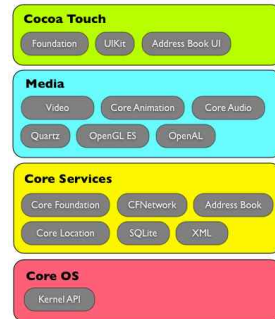 Cocoa Touch
Foundation UIKit Address Book UI
Media
Video Core Animation Core Audio
Quartz OpenGL ES OpenAL
Core Services
Core Foundation CFNetwork Address Book
Core Location SQLite XML
Core OS
Kernel API